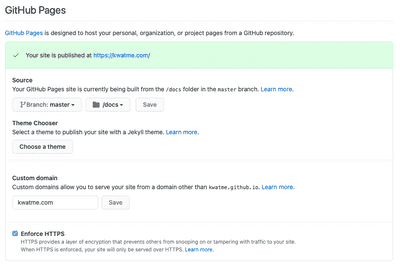 GitHub Pages
GitHub Pages is designed to host your personal, organization, or project pages from a GitHub repository.
Your site is published at https://kwatme.com/
Source
Your GitHub Pages site is currently being built from the /docs folder in the master branch. Learn more.
Branch: master /docs Save
Theme Chooser
Select a theme to publish your site with a Jekyll theme. Learn more.
Choose a theme
Custom domain
Custom domains allow you to serve your site from a domain other than kwatme.github.io. Learn more.
kwatme.com Save
Enforce HTTPS
HTTPS provides a layer of encryption that prevents others from snooping on or tampering with traffic to your site.
When HTTPS is enforced, your site will only be served over HTTPS. Learn more.